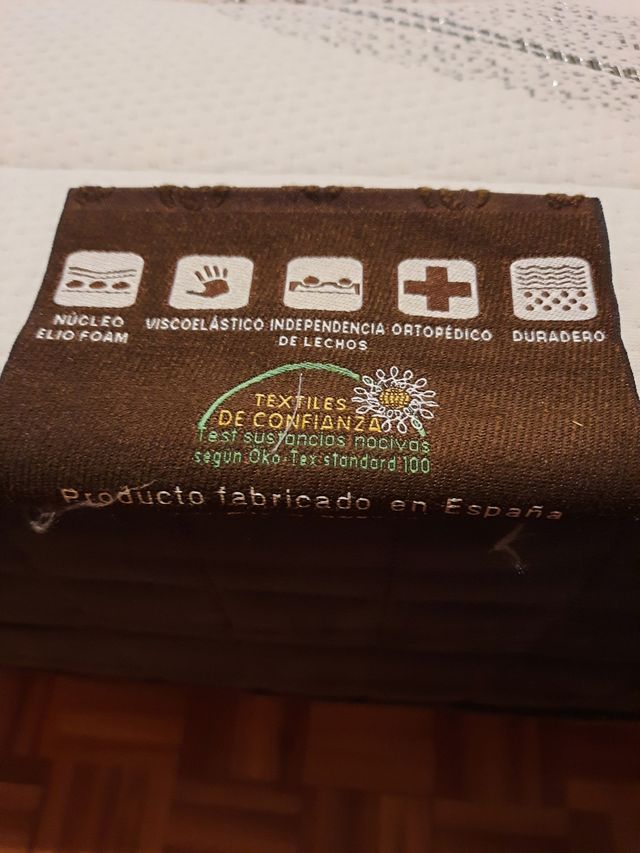 NÚCLEO
ELIO FOAM
VISCOELÁSTICO
INDEPENDENCIA
DE LECHOS
ORTOPÉDICO
DURADERO
TEXTILES
DE CONFIANZA
Test sustancias nocivas
según Öko-Tex standard 100
Producto fabricado en España